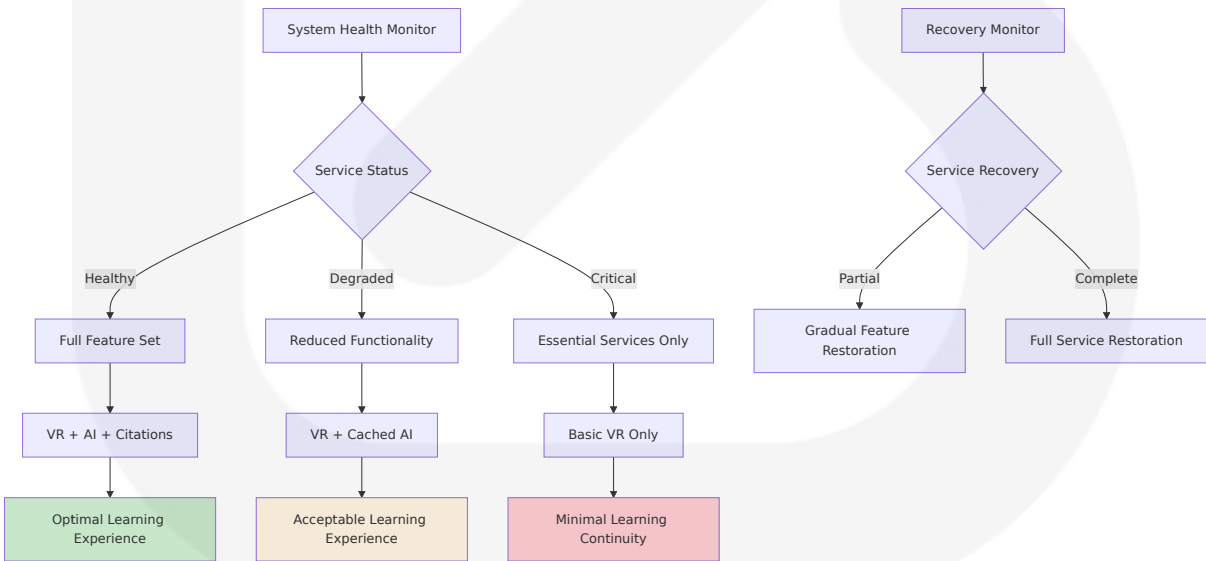 System Health Monitor
Recovery Monitor
Service Status
Service Recovery
Healthy
Degraded
Critical
Partial
Complete
Full Feature Set
Reduced Functionality
Essential Services Only
Gradual Feature
Restoration
Full Service Restoration
VR + AI + Citations
VR + Cached AI
Basic VR Only
Optimal Learning
Experience
Acceptable Learning
Experience
Minimal Learning
Continuity